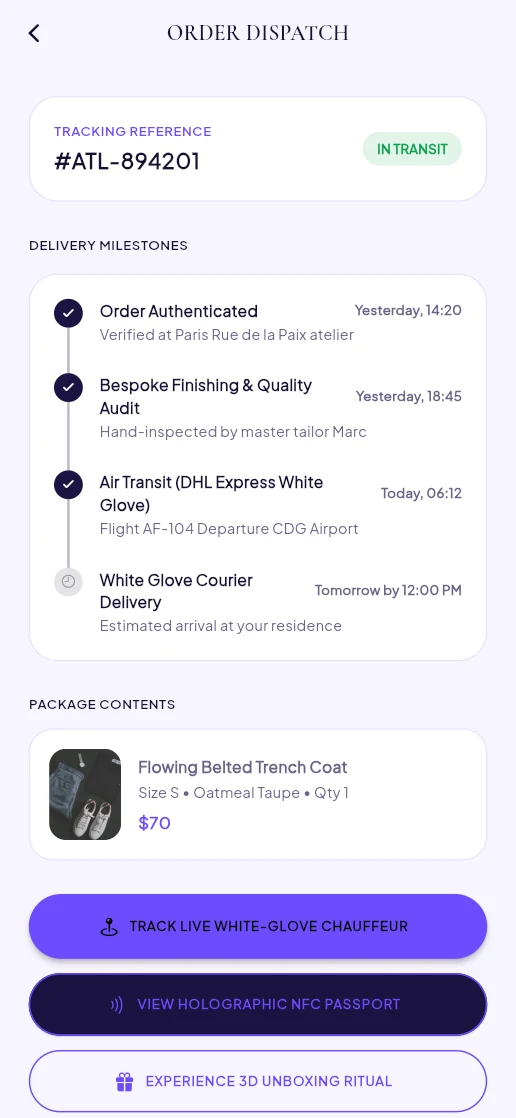 ORDER DISPATCH
TRACKING REFERENCE
#ATL-894201
IN TRANSIT
DELIVERY MILESTONES
Order Authenticated
Yesterday, 14:20
Verified at Paris Rue de la Paix atelier
Bespoke Finishing & Quality
Audit
Yesterday, 18:45
Hand-inspected by master tailor Marc
Air Transit (DHL Express White
Glove)
Today, 06:12
Flight AF-104 Departure CDG Airport
White Glove Courier
Delivery
Tomorrow by 12:00 PM
Estimated arrival at your residence
PACKAGE CONTENTS
Flowing Belted Trench Coat
Size S • Oatmeal Taupe • Qty 1
$70
TRACK LIVE WHITE-GLOVE CHAUFFEUR
VIEW HOLOGRAPHIC NFC PASSPORT
EXPERIENCE 3D UNBOXING RITUAL